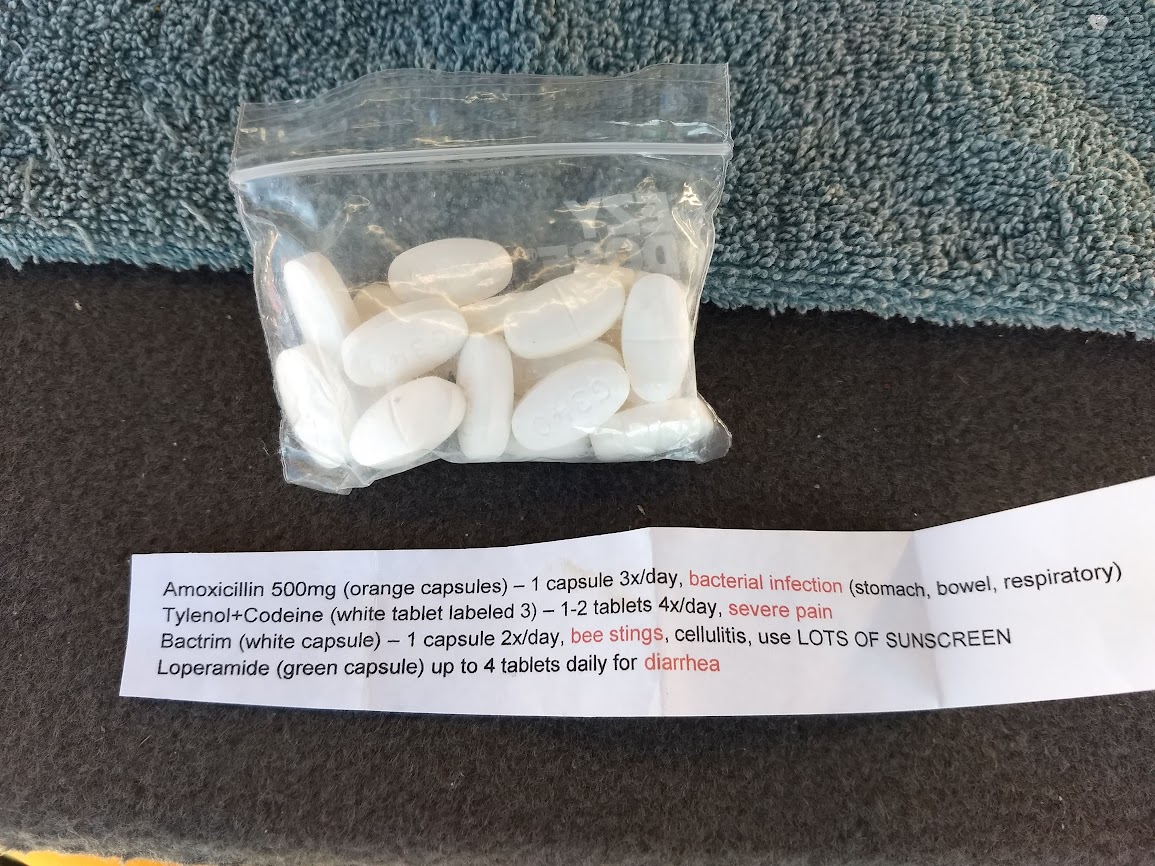 EZY
DOSE
Amoxicillin 500mg (orange capsules) – 1 capsule 3x/day, bacterial infection (stomach, bowel, respiratory)
Tylenol+Codeine (white tablet labeled 3) – 1-2 tablets 4x/day, severe pain
Bactrim (white capsule) – 1 capsule 2x/day, bee stings, cellulitis, use LOTS OF SUNSCREEN
Loperamide (green capsule) up to 4 tablets daily for diarrhea